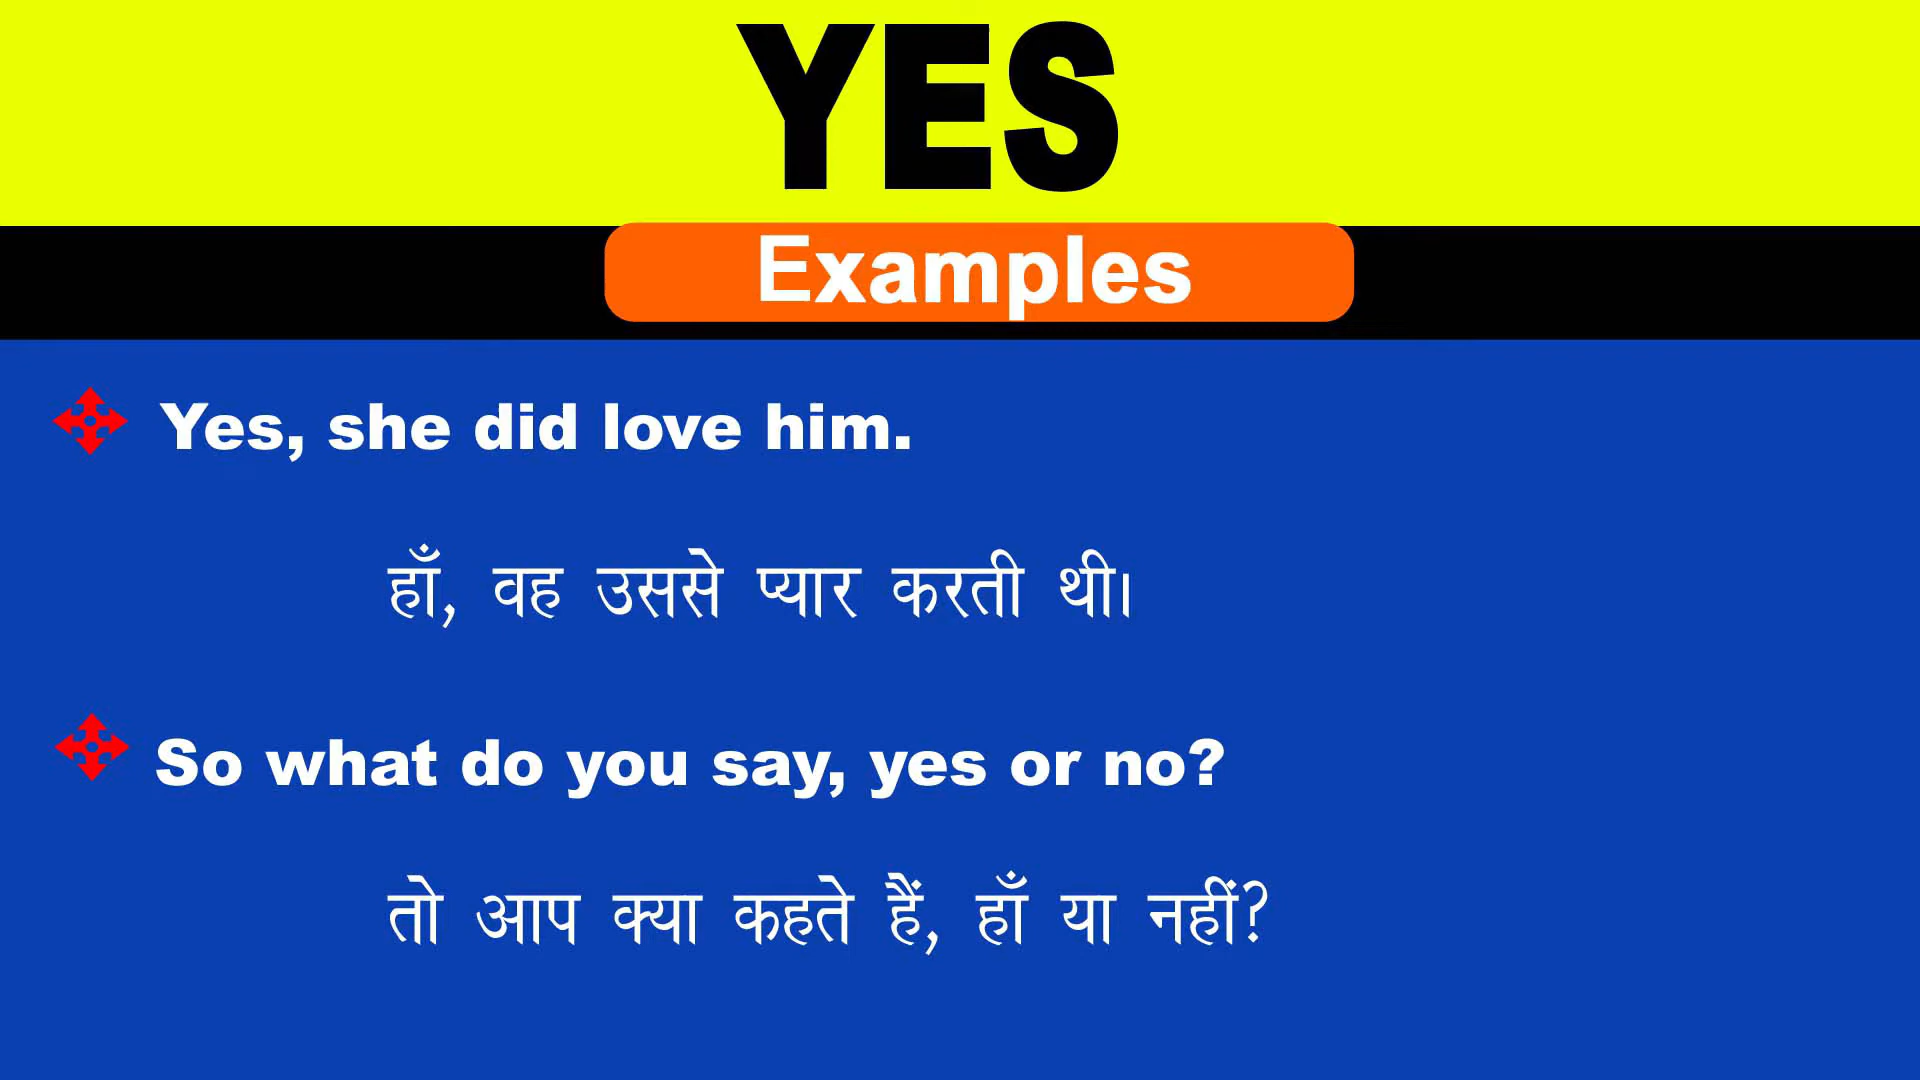 YES
Examples
Yes, she did love him.
हाँ, वह उससे प्यार करती थी।
So what do you say, yes or no?
तो आप क्या कहते हैं, हाँ या नहीं?